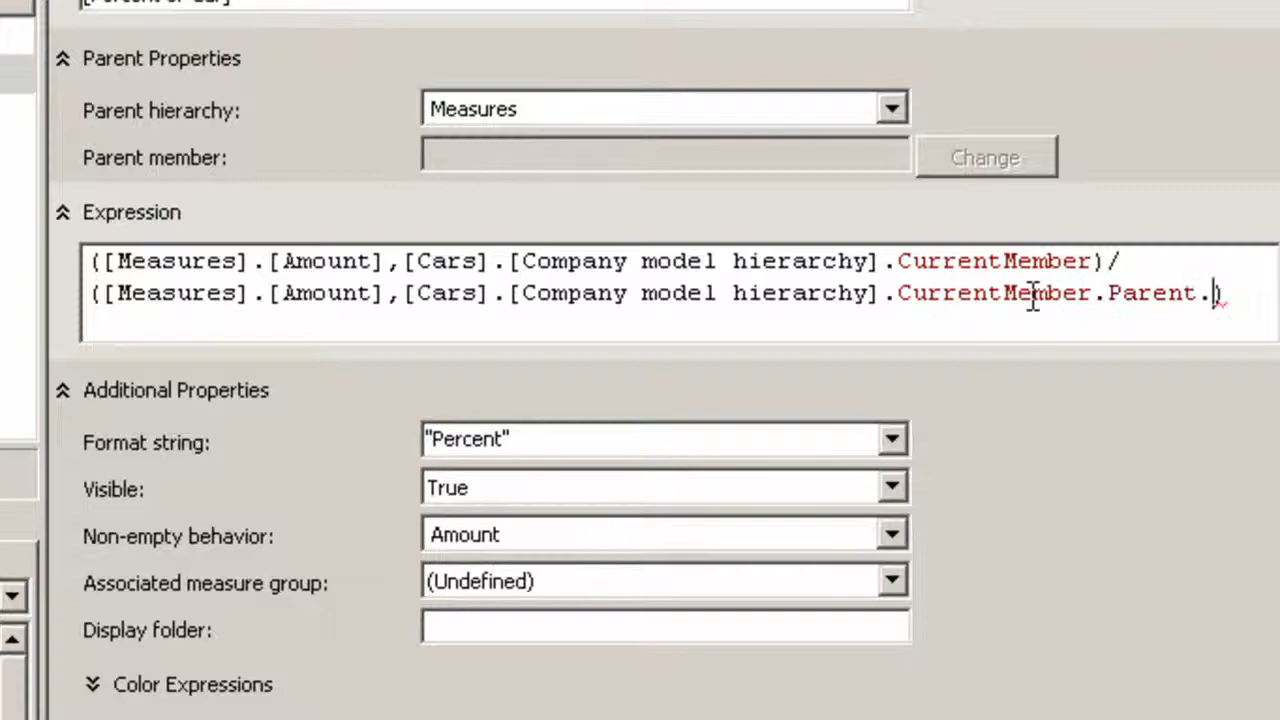 Parent Properties
Parent hierarchy: Measures
Parent member: Change
Expression
([Measures].[Amount],[Cars].[Company model hierarchy].CurrentMember)/
([Measures].[Amount],[Cars].[Company model hierarchy].CurrentMember.Parent.)
Additional Properties
Format string: "Percent"
Visible: True
Non-empty behavior: Amount
Associated measure group: (Undefined)
Display folder:
Color Expressions